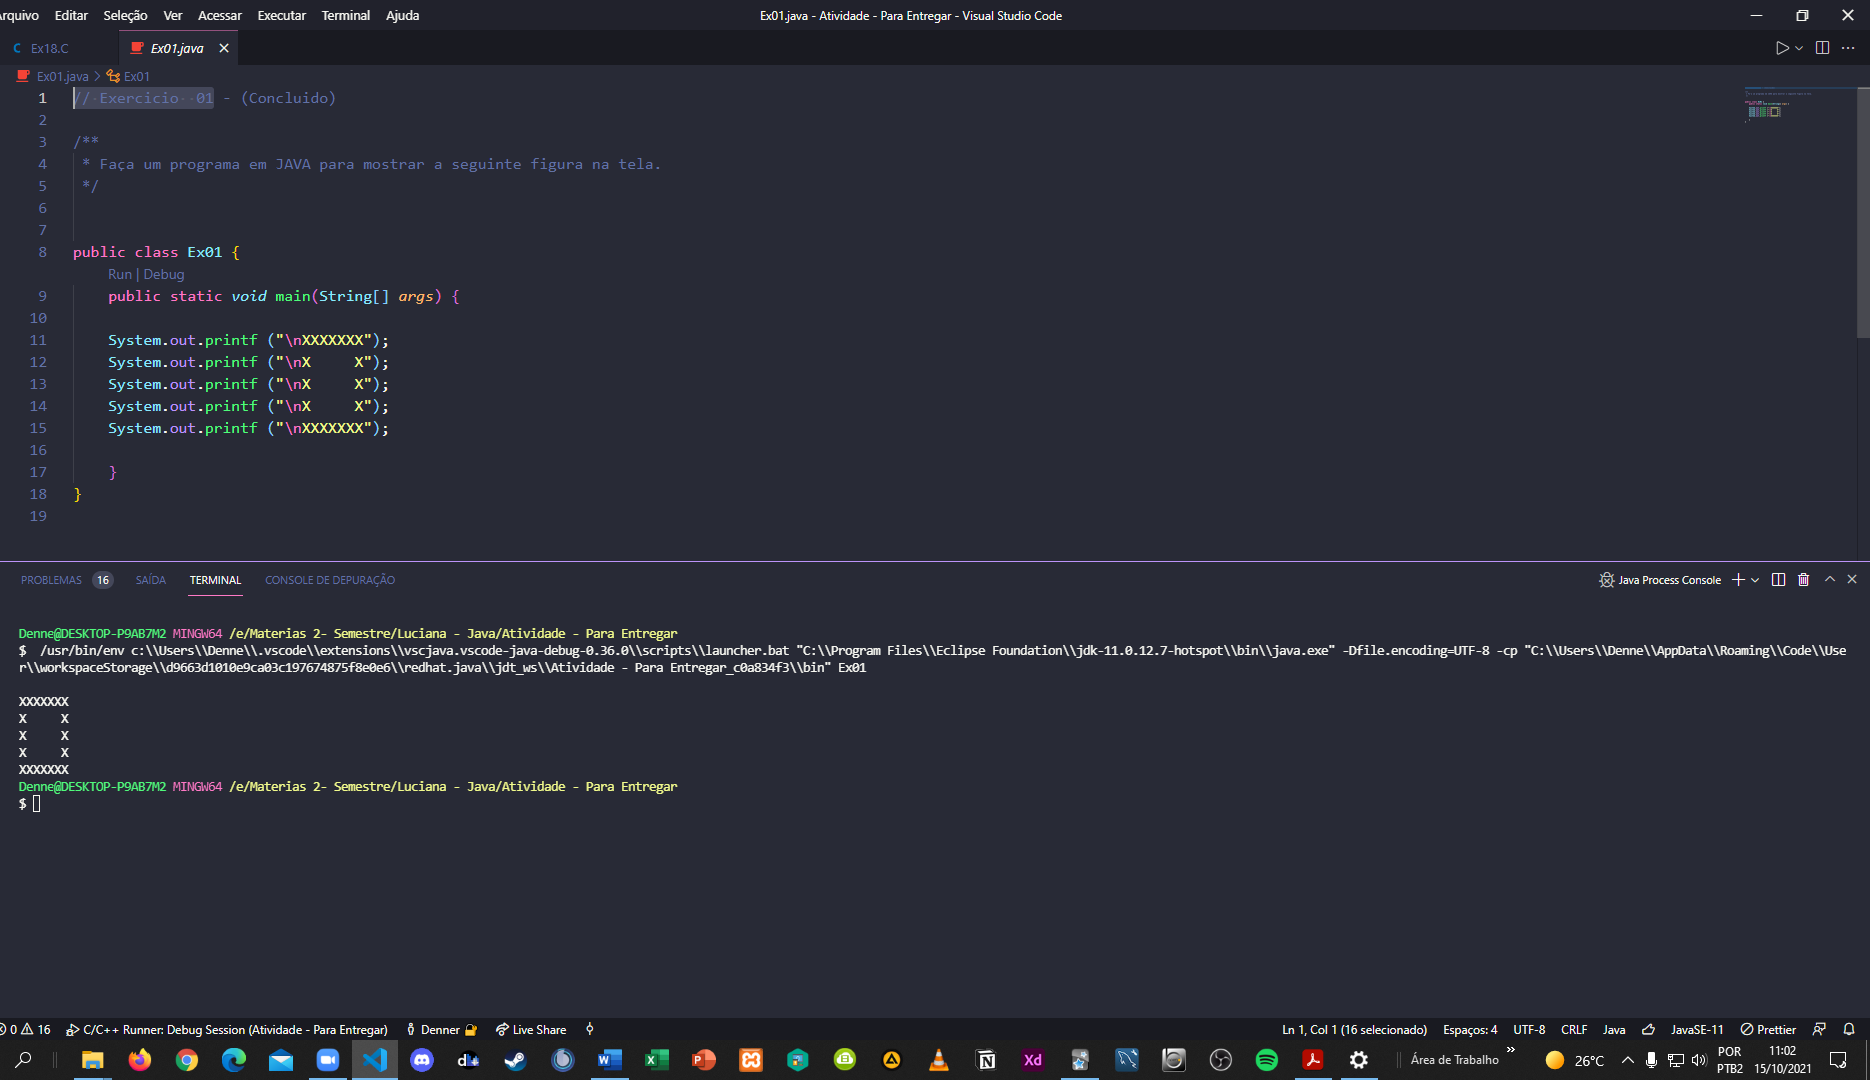 Arquivo Editar Seleção Ver Acessar Executar Terminal Ajuda Ex01.java - Atividade - Para Entregar - Visual Studio Code
C Ex18.C Ex01.java
Ex01.java > Ex01
1 // Exercicio  01 - (Concluido)
2
3 /**
4  * Faça um programa em JAVA para mostrar a seguinte figura na tela.
5  */
6
7
8 public class Ex01 {
Run | Debug
9     public static void main(String[] args) {
10
11     System.out.printf ("\nXXXXXXX");
12     System.out.printf ("\nX     X");
13     System.out.printf ("\nX     X");
14     System.out.printf ("\nX     X");
15     System.out.printf ("\nXXXXXXX");
16
17     }
18 }
19
PROBLEMAS 16 SAÍDA TERMINAL CONSOLE DE DEPURAÇÃO Java Process Console
Denne@DESKTOP-P9AB7M2 MINGW64 /e/Materias 2- Semestre/Luciana - Java/Atividade - Para Entregar
$  /usr/bin/env c:\\Users\\Denne\\.vscode\\extensions\\vscjava.vscode-java-debug-0.36.0\\scripts\\launcher.bat "C:\\Program Files\\Eclipse Foundation\\jdk-11.0.12.7-hotspot\\bin\\java.exe" -Dfile.encoding=UTF-8 -cp "C:\\Users\\Denne\\AppData\\Roaming\\Code\\Use
r\\workspaceStorage\\d9663d1010e9ca03c197674875f8e0e6\\redhat.java\\jdt_ws\\Atividade - Para Entregar_c0a834f3\\bin" Ex01
XXXXXXX
X     X
X     X
X     X
XXXXXXX
Denne@DESKTOP-P9AB7M2 MINGW64 /e/Materias 2- Semestre/Luciana - Java/Atividade - Para Entregar
$
0 16 C/C++ Runner: Debug Session (Atividade - Para Entregar) Denner Live Share Ln 1, Col 1 (16 selecionado) Espaços: 4 UTF-8 CRLF Java JavaSE-11 Prettier
Xd Área de Trabalho 26°C POR 11:02
PTB2 15/10/2021